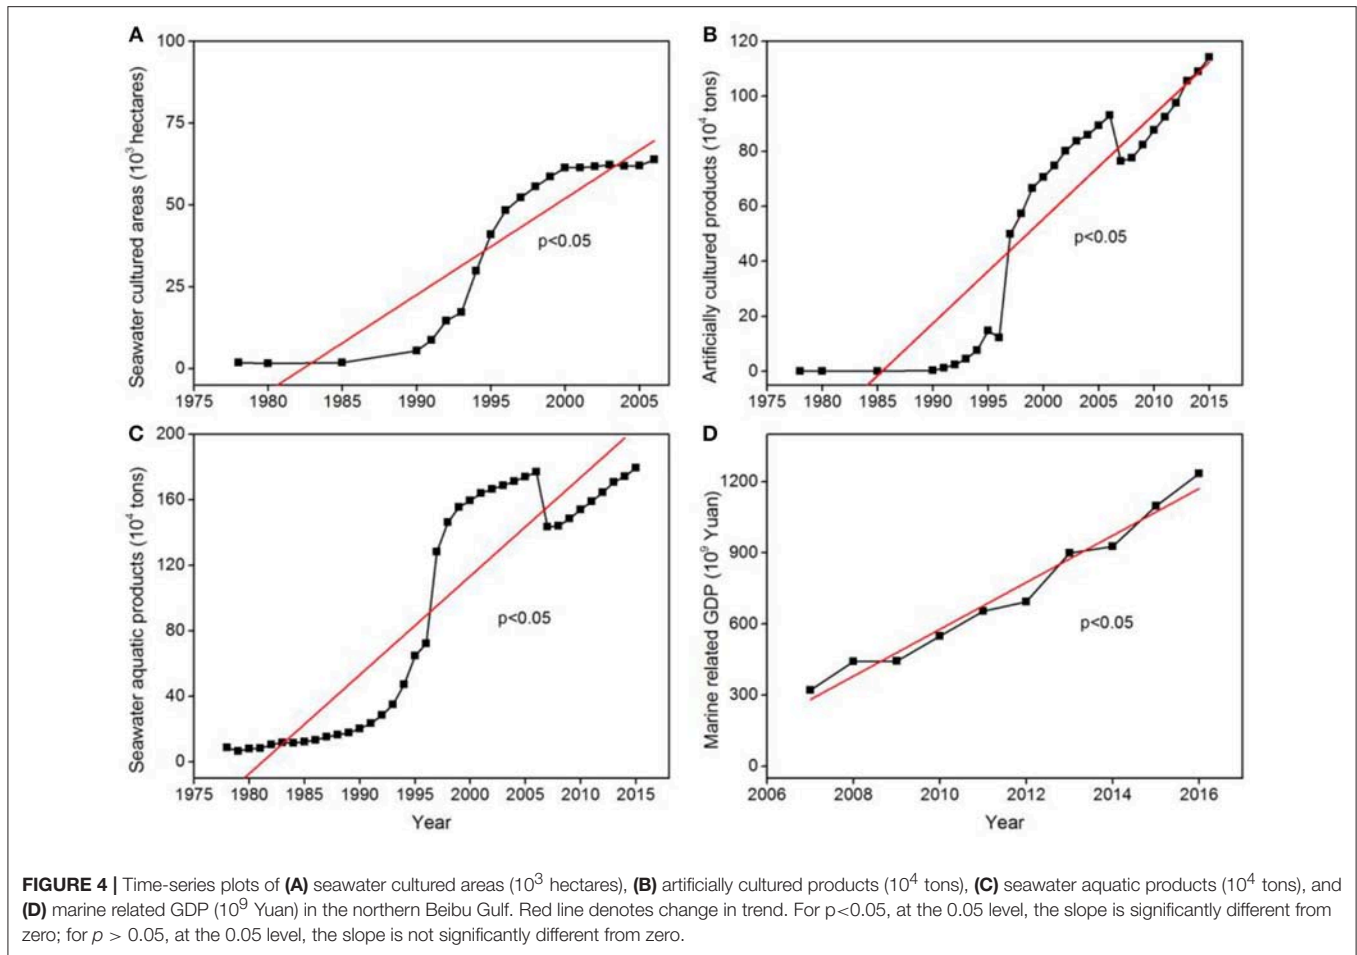 A
Seawater cultured areas (10³ hectares)
100
75
50
25
0
p<0.05
1975 1980 1985 1990 1995 2000 2005
B
Artificially cultured products (10⁴ tons)
120
100
80
60
40
20
0
p<0.05
1975 1980 1985 1990 1995 2000 2005 2010 2015
C
Seawater aquatic products (10⁴ tons)
200
160
120
80
40
0
p<0.05
1975 1980 1985 1990 1995 2000 2005 2010 2015
Year
D
Marine related GDP (10⁹ Yuan)
1200
900
600
300
0
p<0.05
2006 2008 2010 2012 2014 2016
Year
FIGURE 4 | Time-series plots of (A) seawater cultured areas (10³ hectares), (B) artificially cultured products (10⁴ tons), (C) seawater aquatic products (10⁴ tons), and
(D) marine related GDP (10⁹ Yuan) in the northern Beibu Gulf. Red line denotes change in trend. For p<0.05, at the 0.05 level, the slope is significantly different from
zero; for p > 0.05, at the 0.05 level, the slope is not significantly different from zero.